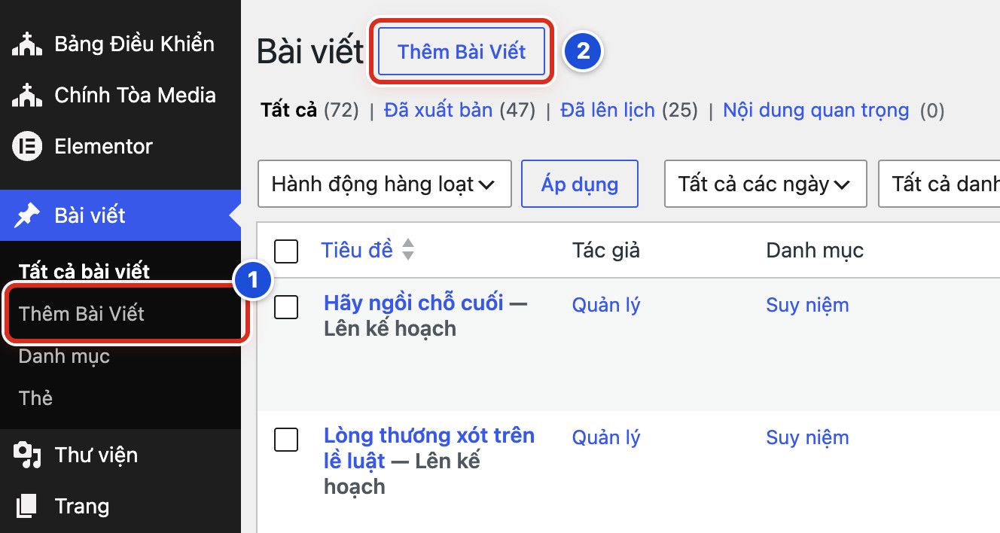 Bảng Điều Khiển
Chính Tòa Media
Elementor
Bài viết
Tất cả bài viết
1
Thêm Bài Viết
Danh mục
Thẻ
Thư viện
Trang
Bài viết Thêm Bài Viết 2
Tất cả (72) | Đã xuất bản (47) | Đã lên lịch (25) | Nội dung quan trọng (0)
Hành động hàng loạt Áp dụng Tất cả các ngày Tất cả danh
Tiêu đề Tác giả Danh mục
Hãy ngồi chỗ cuối — Quản lý Suy niệm
Lên kế hoạch
Lòng thương xót trên Quản lý Suy niệm
lề luật — Lên kế
hoạch